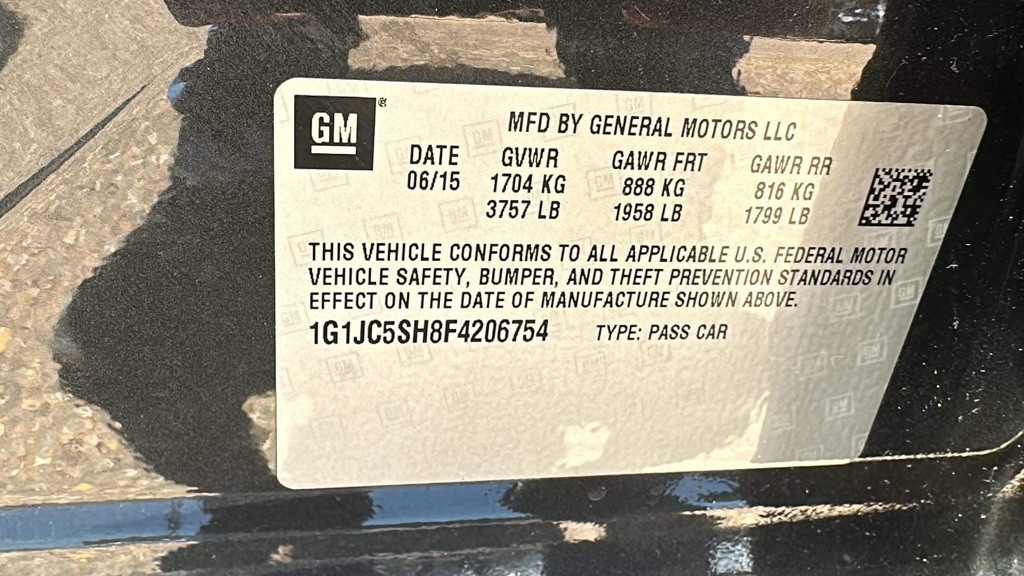 GM ®
MFD BY GENERAL MOTORS LLC
DATE GVWR GAWR FRT GAWR RR
06/15 1704 KG 888 KG 816 KG
3757 LB 1958 LB 1799 LB
THIS VEHICLE CONFORMS TO ALL APPLICABLE U.S. FEDERAL MOTOR
VEHICLE SAFETY, BUMPER, AND THEFT PREVENTION STANDARDS IN
EFFECT ON THE DATE OF MANUFACTURE SHOWN ABOVE.
1G1JC5SH8F4206754 TYPE: PASS CAR